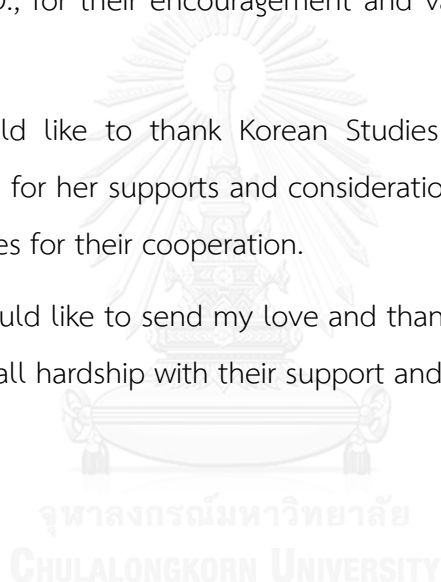 for their encouragement and
ld like to thank Korean Studies
for her supports and consideration
es for their cooperation.
uld like to send my love and than
all hardship with their support and
จุฬาลงกรณ์มหาวิทยาลัย
CHULALONGKORN UNIVERSITY